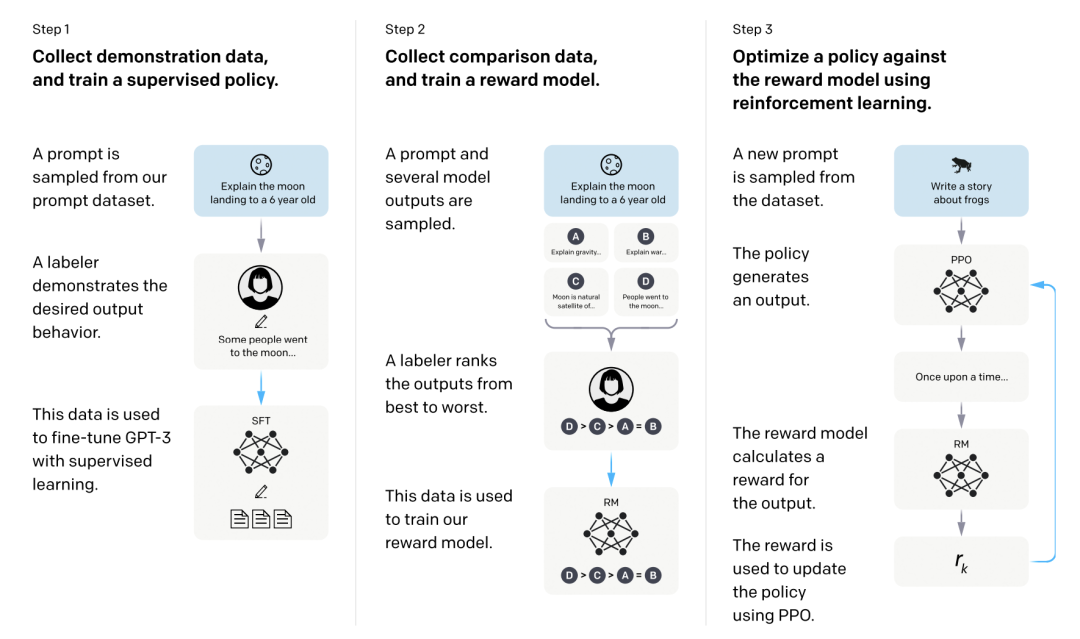 Step 1
Collect demonstration data,
and train a supervised policy.
A prompt is
sampled from our
prompt dataset.
Explain the moon
landing to a 6 year old
A labeler
demonstrates the
desired output
behavior.
Some people went
to the moon...
This data is used
to fine-tune GPT-3
with supervised
learning.
SFT
Step 2
Collect comparison data,
and train a reward model.
A prompt and
several model
outputs are
sampled.
Explain the moon
landing to a 6 year old
A
Explain gravity...
B
Explain war...
C
Moon is natural
satellite of...
D
People went to
the moon...
A labeler ranks
the outputs from
best to worst.
D > C > A = B
This data is used
to train our
reward model.
RM
D > C > A = B
Step 3
Optimize a policy against
the reward model using
reinforcement learning.
A new prompt
is sampled from
the dataset.
Write a story
about frogs
The policy
generates
an output.
PPO
Once upon a time...
The reward model
calculates a
reward for
the output.
RM
The reward is
used to update
the policy
using PPO.
r_k